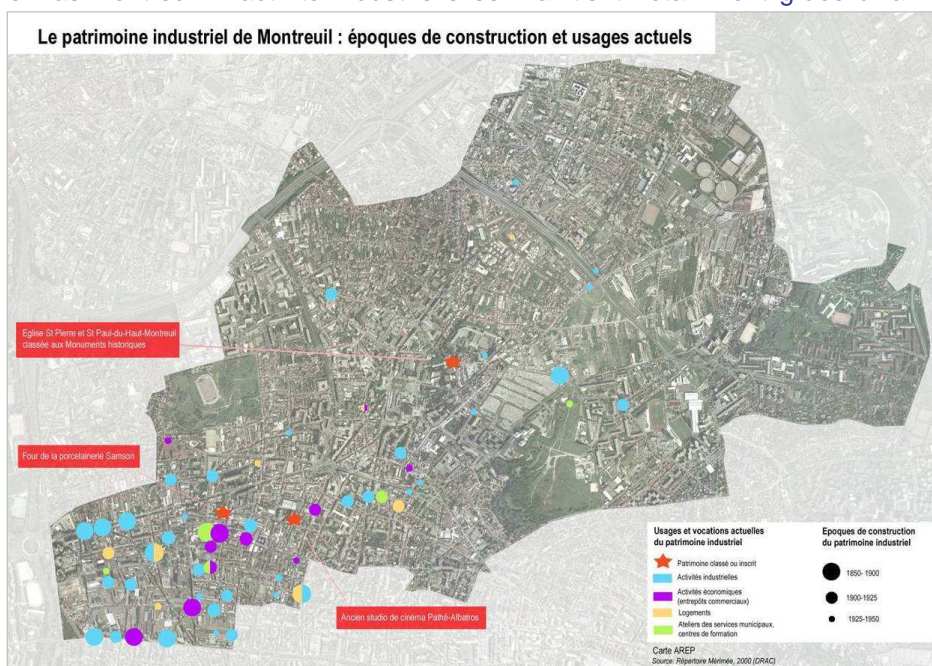 Le patrimoine industriel de Montreuil : époques de construction et usages actuels
Eglise St Pierre et St Paul-du-Haut-Montreuil
classée aux Monuments historiques
Four de la porcelainerie Samson
Ancien studio de cinéma Pathé-Albatros
Usages et vocations actuelles
du patrimoine industriel
Patrimoine classé ou inscrit
Activités industrielles
Activités économiques
(entrepôts commerciaux)
Logements
Ateliers des services municipaux,
centres de formation
Epoques de construction
du patrimoine industriel
1850- 1900
1900-1925
1925-1950
Carte AREP
Source: Répertoire Mérimée, 2000 (DRAC)